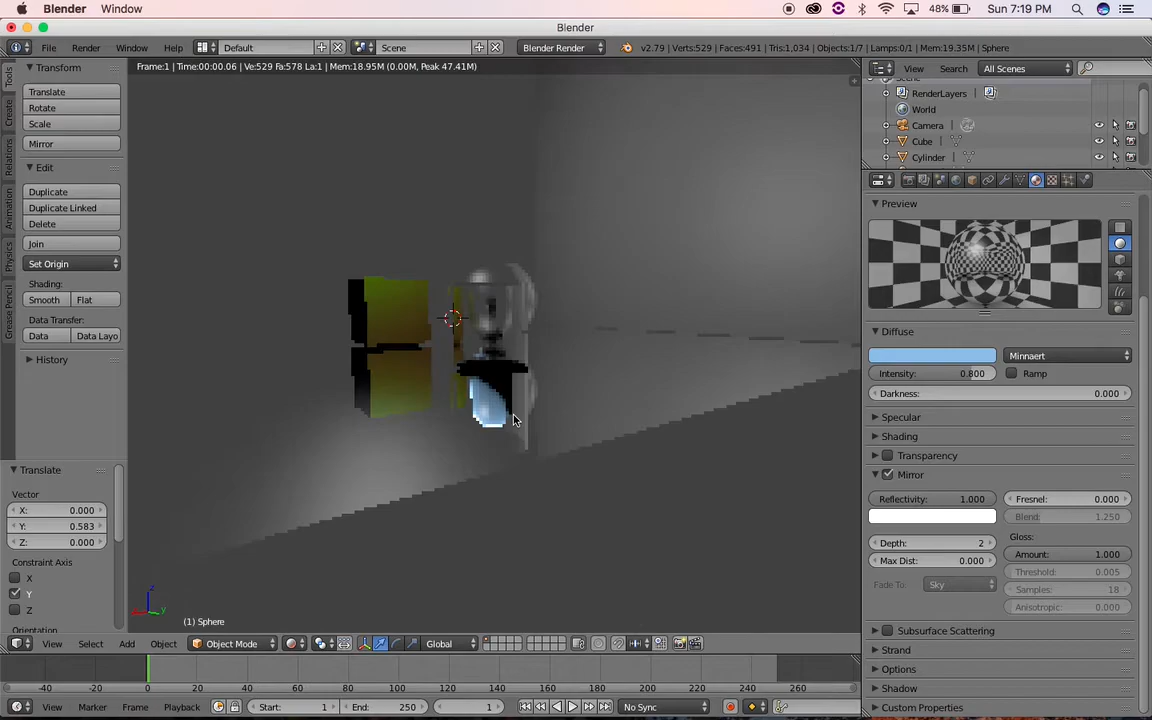 Blender Window 48% Sun 7:19 PM
Blender
File Render Window Help Default Scene Blender Render v2.79 | Verts:529 | Faces:491 | Tris:1,034 | Objects:1/7 | Lamps:0/1 | Mem:19.35M | Sphere
Frame:1 | Time:00:00.06 | Ve:529 Fa:578 La:1 | Mem:18.95M (0.00M, Peak 47.41M)
Tools
Create
Relations
Animation
Physics
Grease Pencil
Transform
Translate
Rotate
Scale
Mirror
Edit
Duplicate
Duplicate Linked
Delete
Join
Set Origin
Shading:
Smooth Flat
Data Transfer:
Data Data Layo
History
Translate
Vector
X: 0.000
Y: 0.583
Z: 0.000
Constraint Axis
X
Y
Z
Orientation
z
y
(1) Sphere
View Select Add Object Object Mode Global
-40 -20 0 20 40 60 80 100 120 140 160 180 200 220 240 260
View Marker Frame Playback Start: 1 End: 250 1 No Sync
View Search All Scenes
Scene
RenderLayers
World
Camera
Cube
Cylinder
Preview
Diffuse
Minnaert
Intensity: 0.800 Ramp
Darkness: 0.000
Specular
Shading
Transparency
Mirror
Reflectivity: 1.000 Fresnel: 0.000
Blend: 1.250
Gloss:
Depth: 2 Amount: 1.000
Max Dist: 0.000 Threshold: 0.005
Fade To: Sky Samples: 18
Anisotropic: 0.000
Subsurface Scattering
Strand
Options
Shadow
Custom Properties